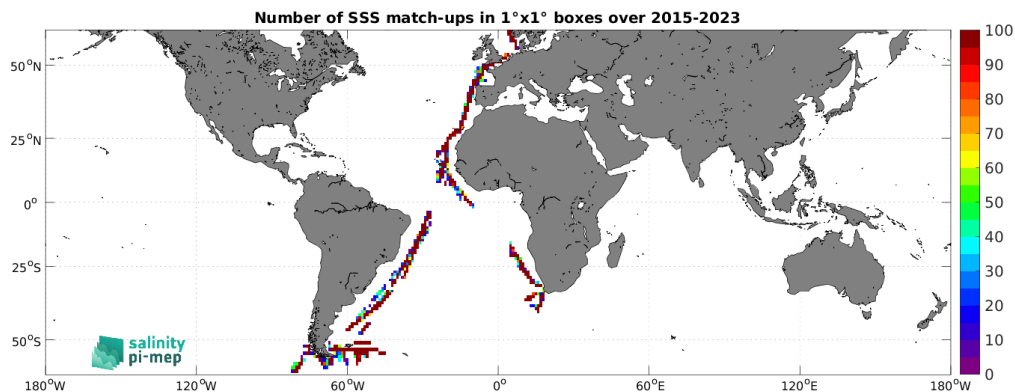 Number of SSS match-ups in 1°x1° boxes over 2015-2023
50°N
25°N
0°
25°S
50°S
180°W
120°W
60°W
0°
60°E
120°E
180°W
100
90
80
70
60
50
40
30
20
10
0
salinity
pi-mep